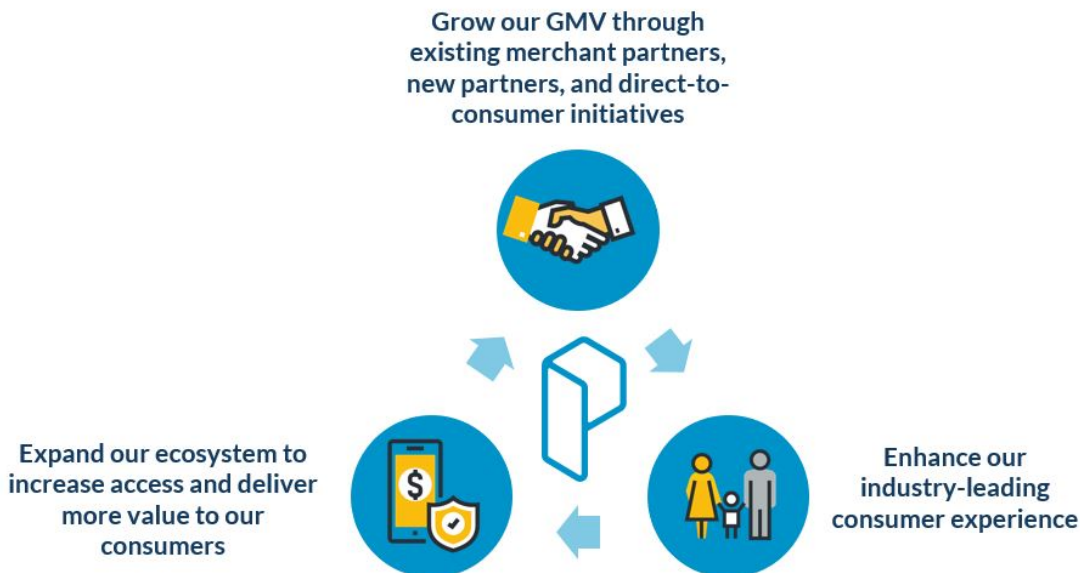 Grow our GMV through
existing merchant partners,
new partners, and direct-to-
consumer initiatives
$
Expand our ecosystem to
increase access and deliver
more value to our
consumers
Enhance our
industry-leading
consumer experience